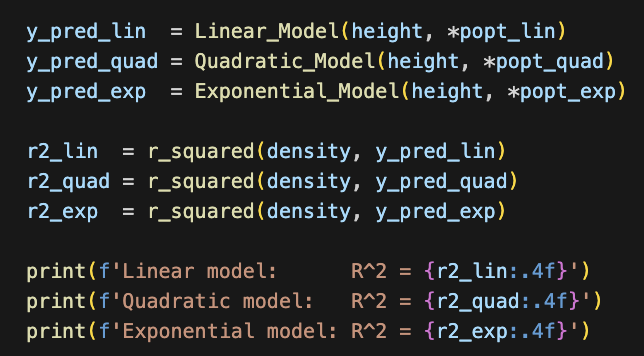 y_pred_lin  = Linear_Model(height, *popt_lin)
y_pred_quad = Quadratic_Model(height, *popt_quad)
y_pred_exp  = Exponential_Model(height, *popt_exp)

r2_lin  = r_squared(density, y_pred_lin)
r2_quad = r_squared(density, y_pred_quad)
r2_exp  = r_squared(density, y_pred_exp)

print(f'Linear model:      R^2 = {r2_lin:.4f}')
print(f'Quadratic model:   R^2 = {r2_quad:.4f}')
print(f'Exponential model: R^2 = {r2_exp:.4f}')